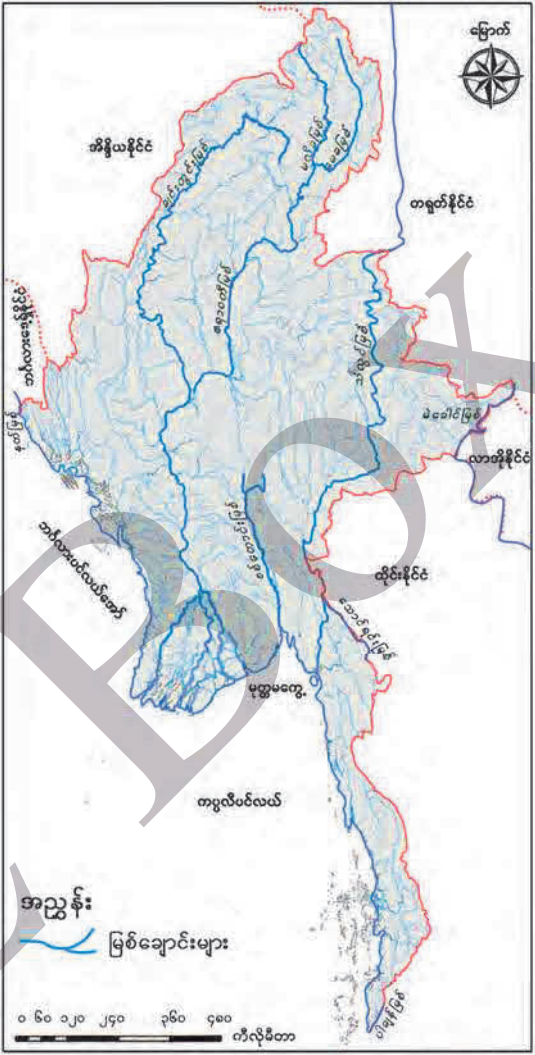 မြောက်
အိန္ဒိယနိုင်ငံ
မလိခမြစ်
မေခမြစ်
ချင်းတွင်းမြစ်
တရုတ်နိုင်ငံ
ဧရာဝတီမြစ်
ဘင်္ဂလားဒေ့ရှ်နိုင်ငံ
သံလွင်မြစ်
မဲခေါင်မြစ်
နတ်မြစ်
လာအိုနိုင်ငံ
စစ်တောင်းမြစ်
ဘင်္ဂလားပင်လယ်အော်
ထိုင်းနိုင်ငံ
သောင်ရင်းမြစ်
မုတ္တမကွေ့
ကပ္ပလီပင်လယ်
အညွှန်း
မြစ်ချောင်းများ
ပါချန်မြစ်
၀ ၆၀ ၁၂၀ ၂၄၀ ၃၆၀ ၄၈၀
ကီလိုမီတာ